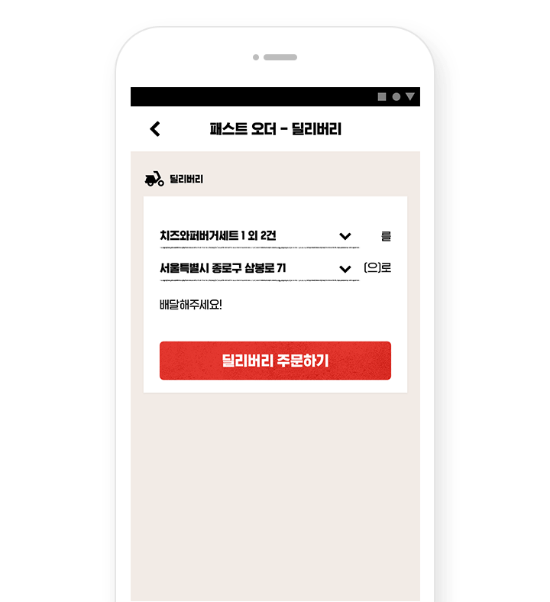 패스트 오더 - 딜리버리
딜리버리
치즈와퍼버거세트 1 외 2건 를
서울특별시 종로구 삼봉로 71 (으)로
배달해주세요!
딜리버리 주문하기